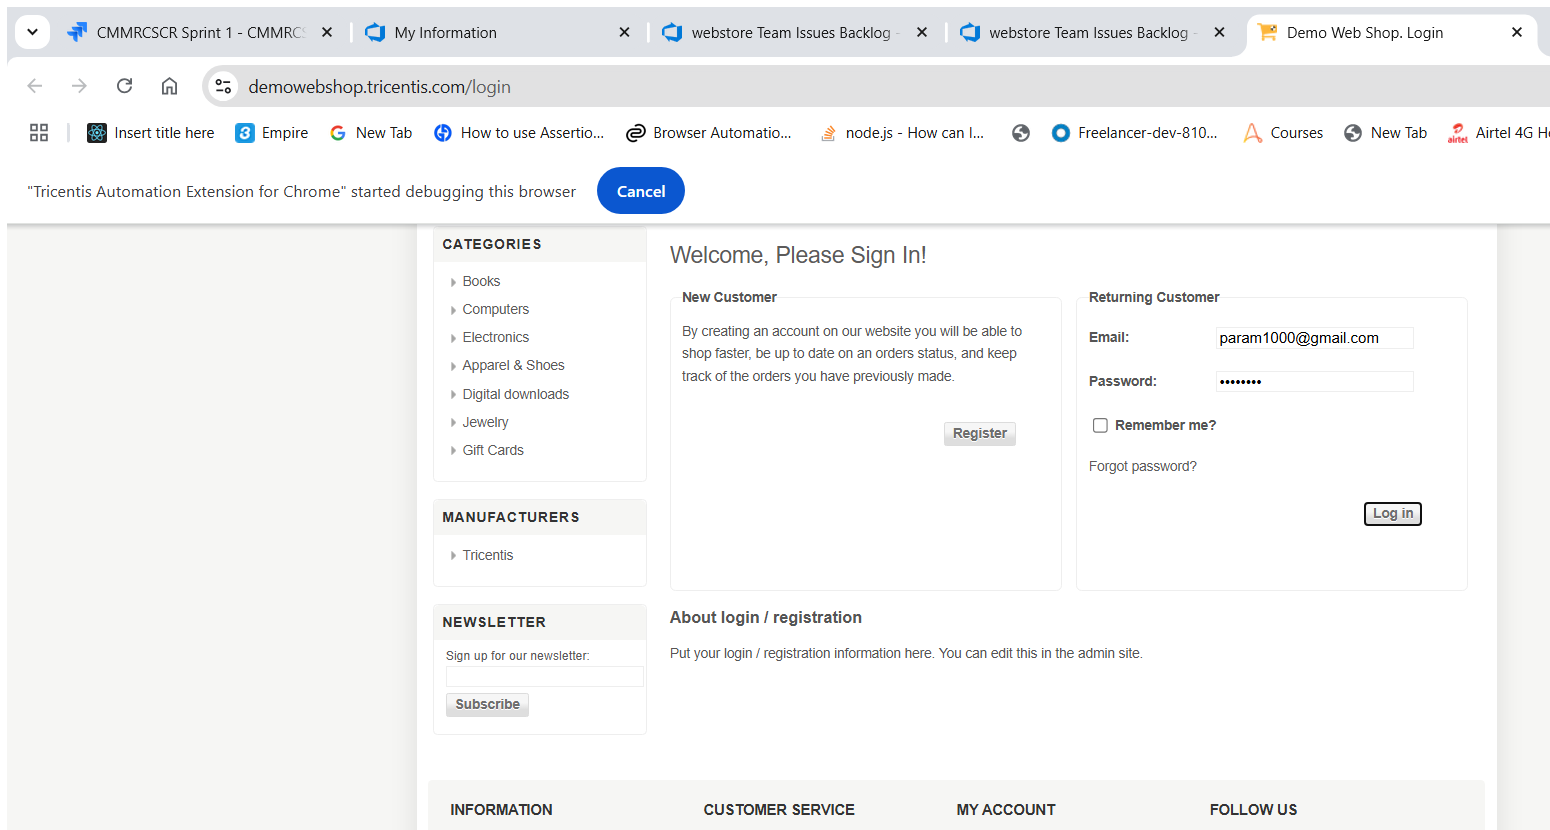 CMMRCSCR Sprint 1 - CMMRCS
My Information
webstore Team Issues Backlog -
webstore Team Issues Backlog -
Demo Web Shop. Login
demowebshop.tricentis.com/login
Insert title here
Empire
New Tab
How to use Assertio...
Browser Automatio...
node.js - How can I...
Freelancer-dev-810...
Courses
New Tab
airtel
Airtel 4G H
"Tricentis Automation Extension for Chrome" started debugging this browser
Cancel
CATEGORIES
Books
Computers
Electronics
Apparel & Shoes
Digital downloads
Jewelry
Gift Cards
MANUFACTURERS
Tricentis
NEWSLETTER
Sign up for our newsletter:
Subscribe
Welcome, Please Sign In!
New Customer
By creating an account on our website you will be able to
shop faster, be up to date on an orders status, and keep
track of the orders you have previously made.
Register
Returning Customer
Email:
param1000@gmail.com
Password:
••••••••
Remember me?
Forgot password?
Log in
About login / registration
Put your login / registration information here. You can edit this in the admin site.
INFORMATION
CUSTOMER SERVICE
MY ACCOUNT
FOLLOW US